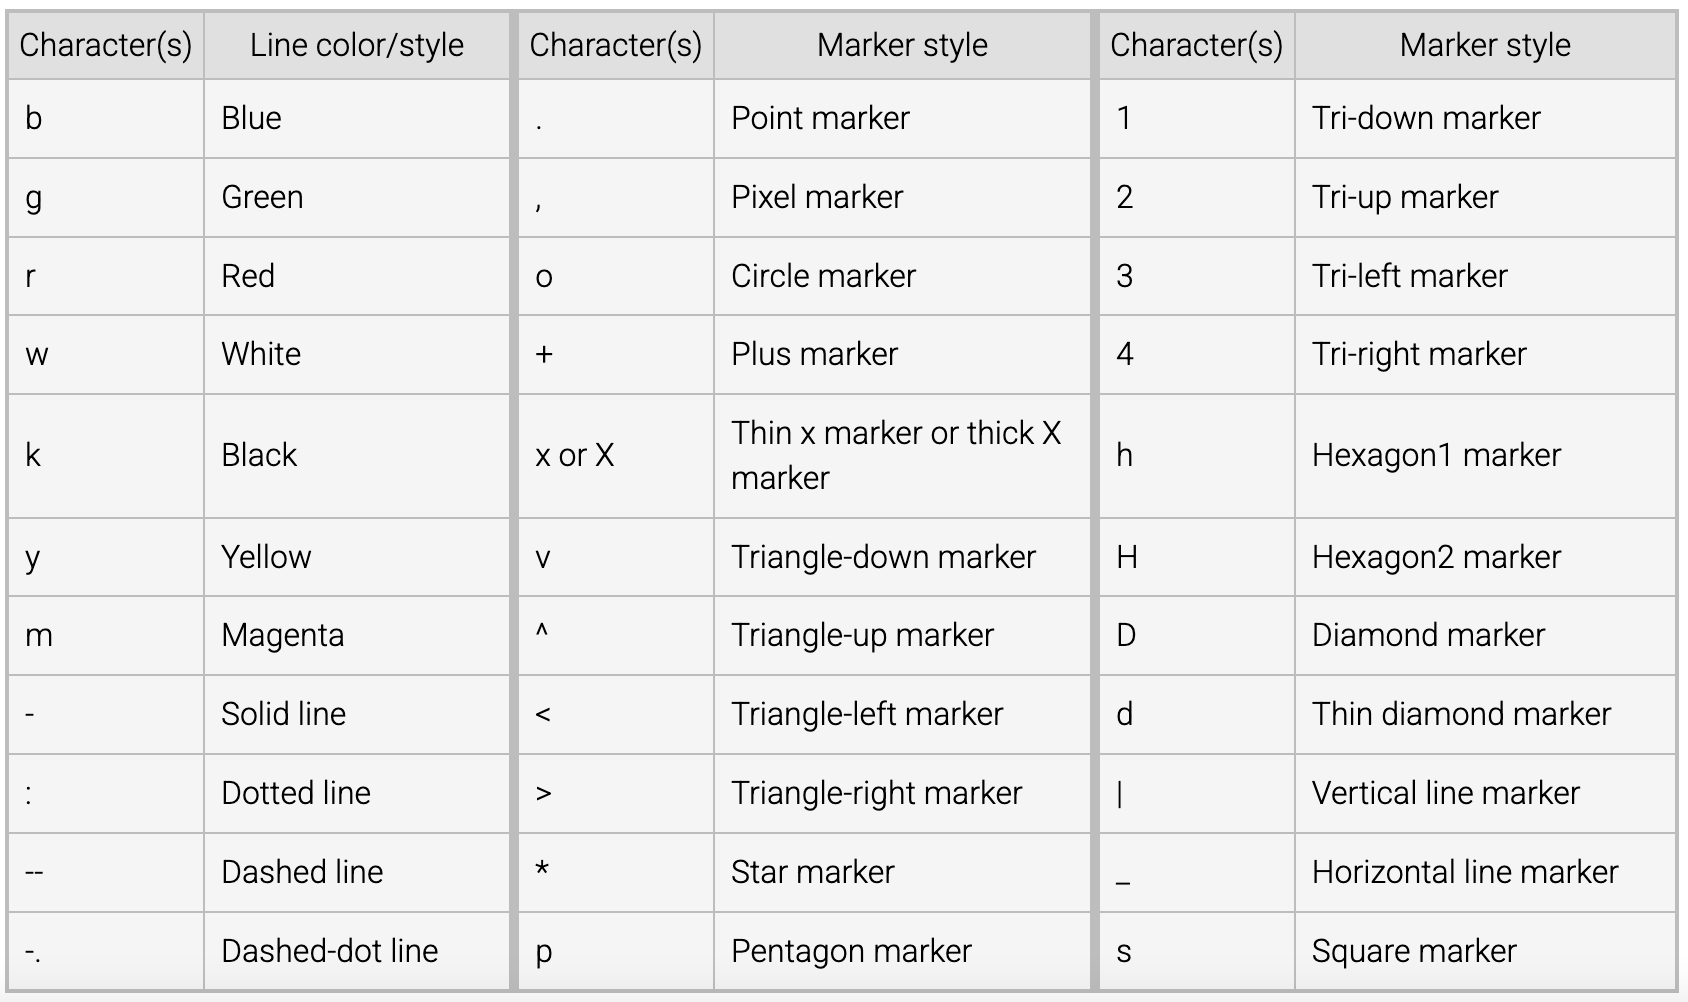 Character(s) Line color/style Character(s) Marker style Character(s) Marker style
b Blue . Point marker 1 Tri-down marker
g Green , Pixel marker 2 Tri-up marker
r Red o Circle marker 3 Tri-left marker
w White + Plus marker 4 Tri-right marker
k Black x or X Thin x marker or thick X marker h Hexagon1 marker
y Yellow v Triangle-down marker H Hexagon2 marker
m Magenta ^ Triangle-up marker D Diamond marker
- Solid line < Triangle-left marker d Thin diamond marker
: Dotted line > Triangle-right marker | Vertical line marker
-- Dashed line * Star marker _ Horizontal line marker
-. Dashed-dot line p Pentagon marker s Square marker